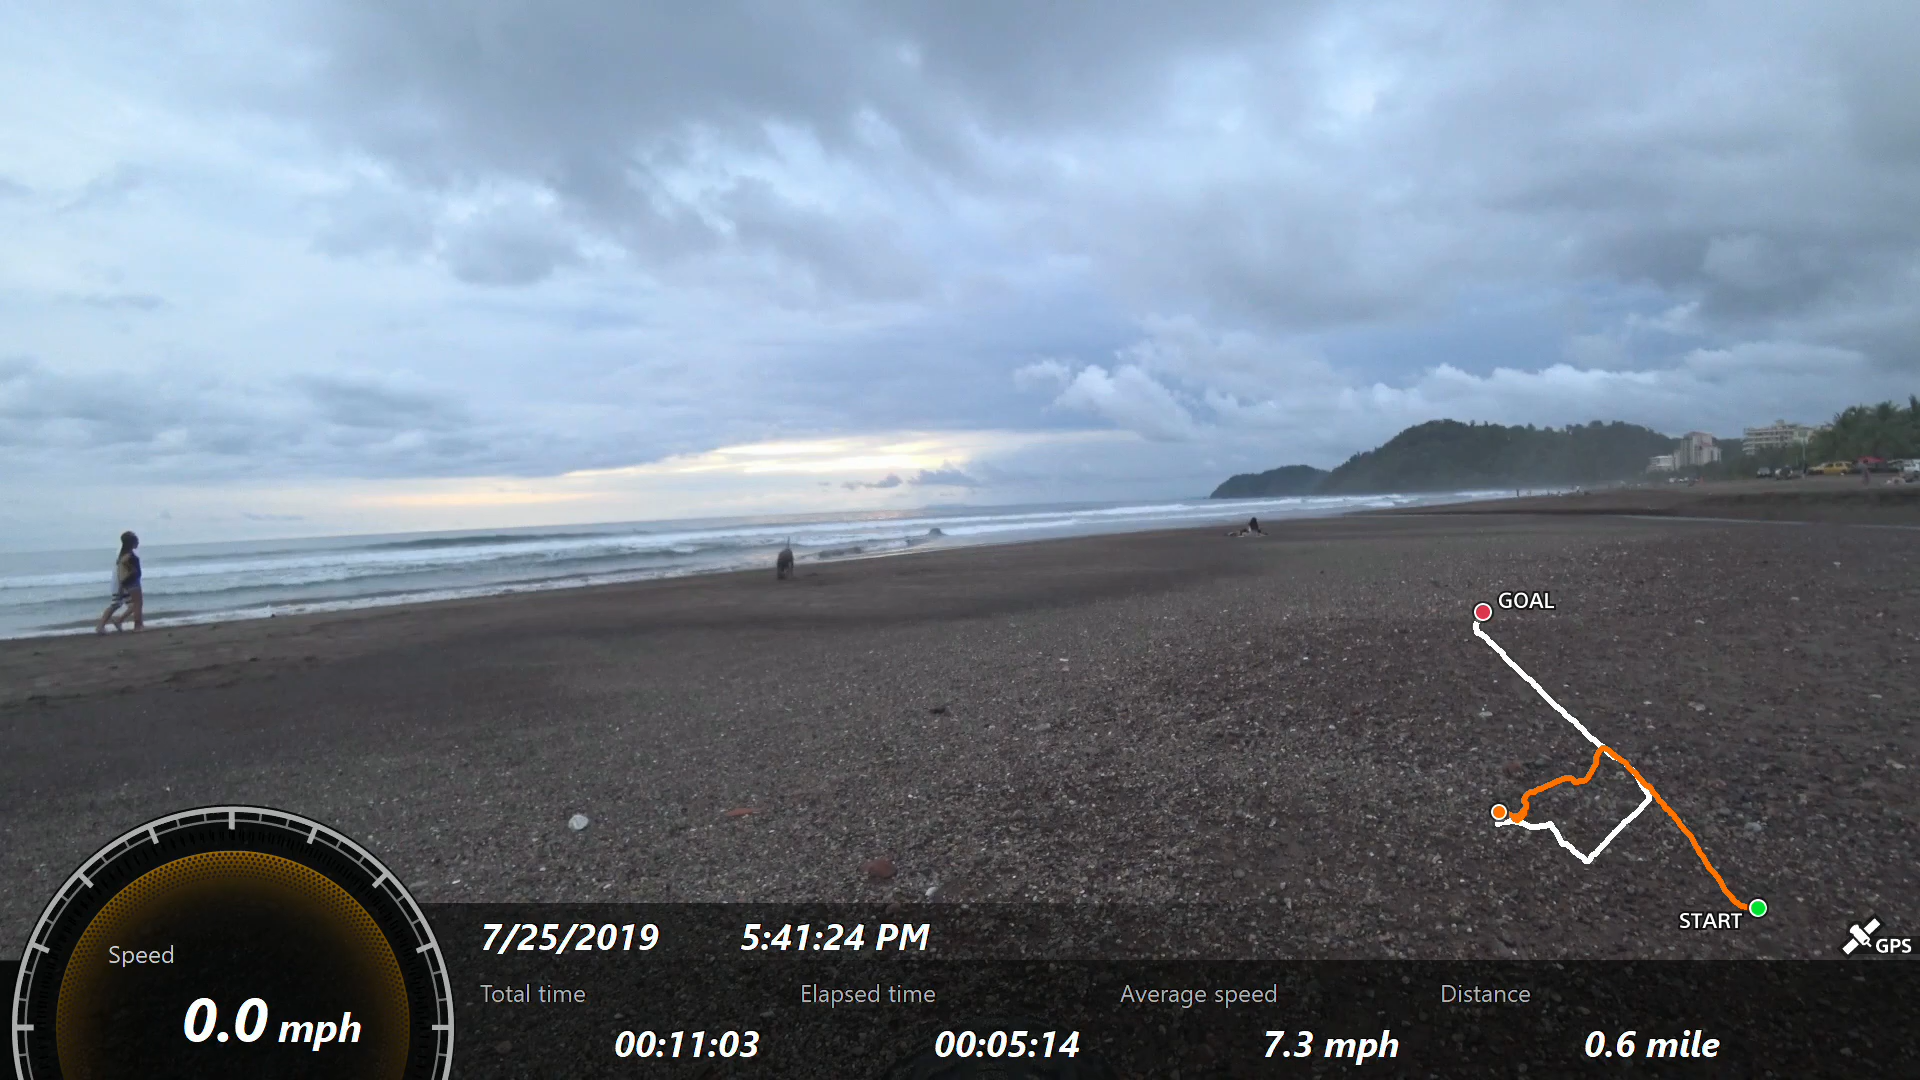 GOAL
START
GPS
7/25/2019 5:41:24 PM
Speed
0.0 mph
Total time Elapsed time Average speed Distance
00:11:03 00:05:14 7.3 mph 0.6 mile